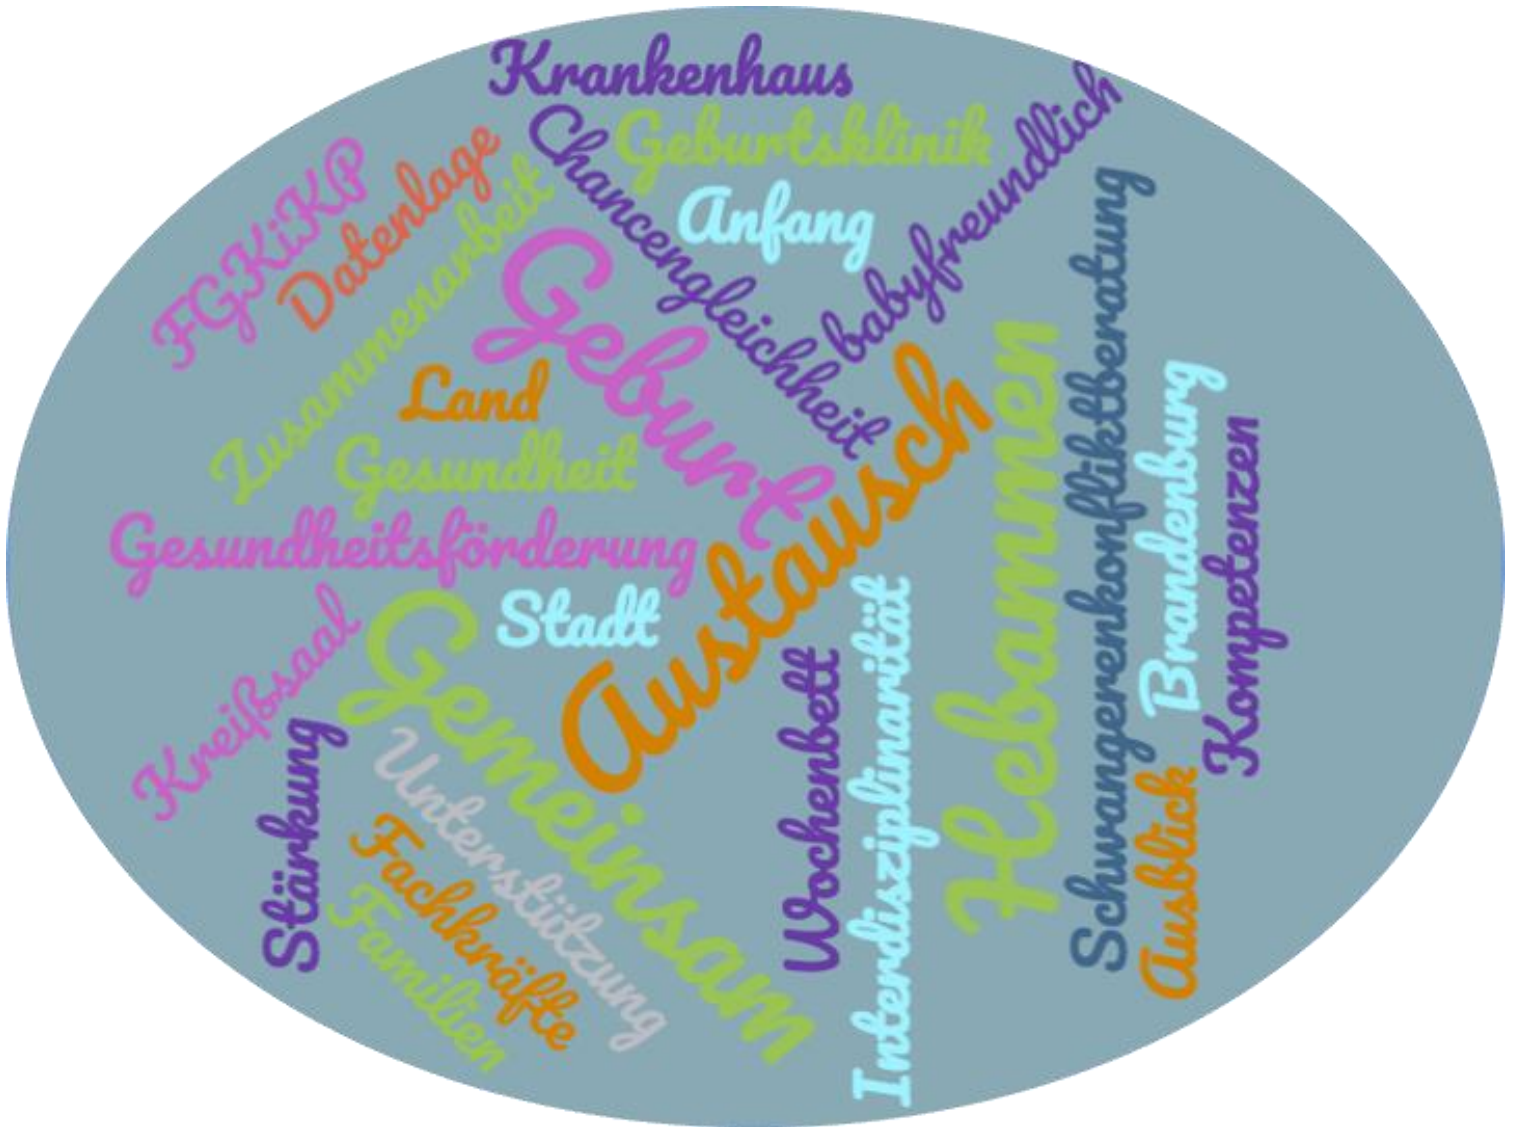 Krankenhaus
Geburtsklinik
Chancengleichheit
babyfreundlich
Anfang
FGKiKP
Datenlage
Zusammenarbeit
Geburt
Land
Gesundheit
Gesundheitsförderung
Stadt
Austausch
Hebammen
Schwangerenkonfliktberatung
Brandenburg
Kompetenzen
Kreißsaal
Gemeinsam
Stärkung
Unterstützung
Fachkräfte
Familien
Wochenbett
Interdisziplinarität
Ausblick